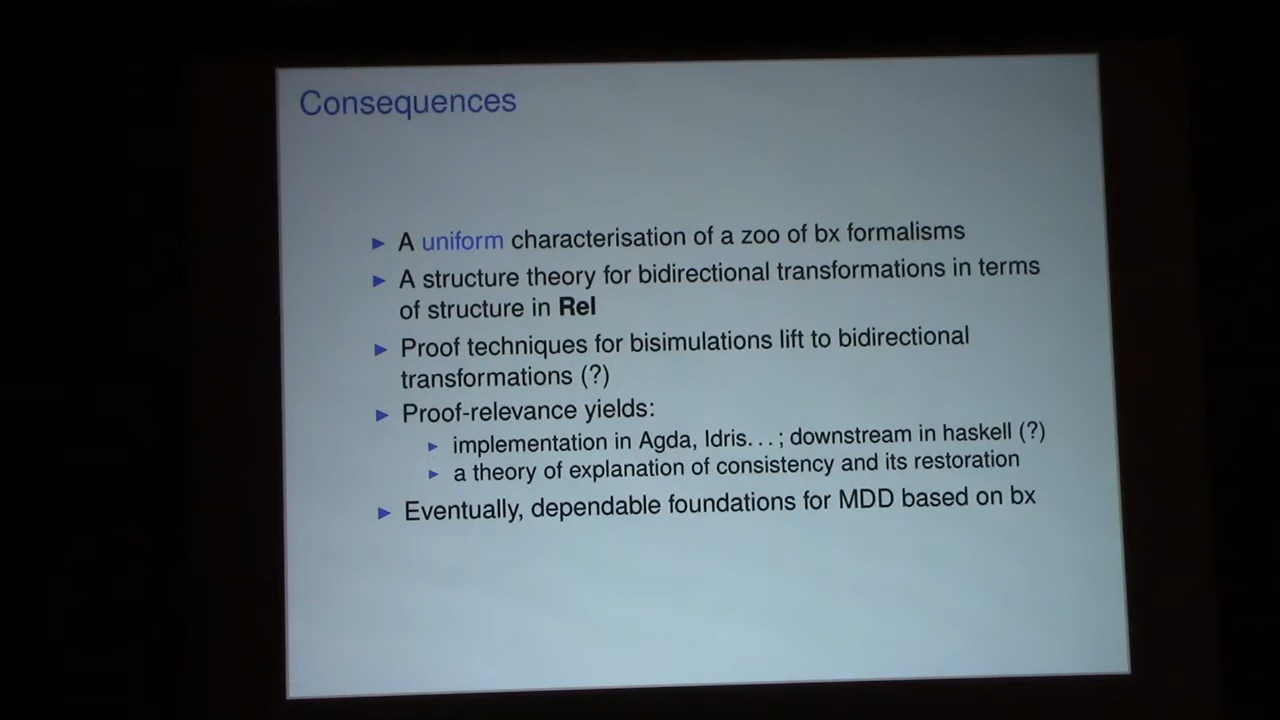 Consequences
A uniform characterisation of a zoo of bx formalisms
A structure theory for bidirectional transformations in terms
of structure in Rel
Proof techniques for bisimulations lift to bidirectional
transformations (?)
Proof-relevance yields:
implementation in Agda, Idris...; downstream in haskell (?)
a theory of explanation of consistency and its restoration
Eventually, dependable foundations for MDD based on bx